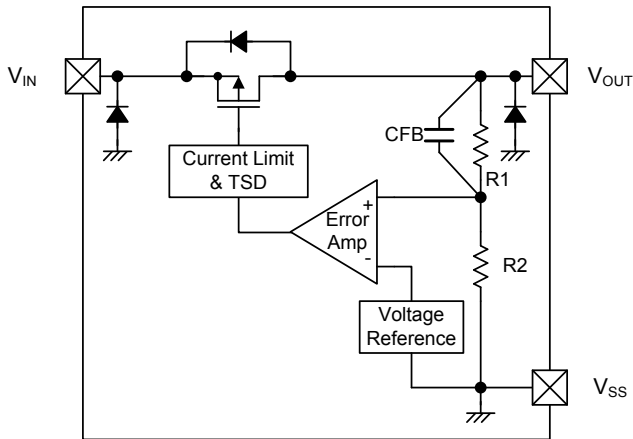 VIN
VOUT
CFB
R1
Current Limit
& TSD
+
Error
Amp
-
R2
Voltage
Reference
VSS